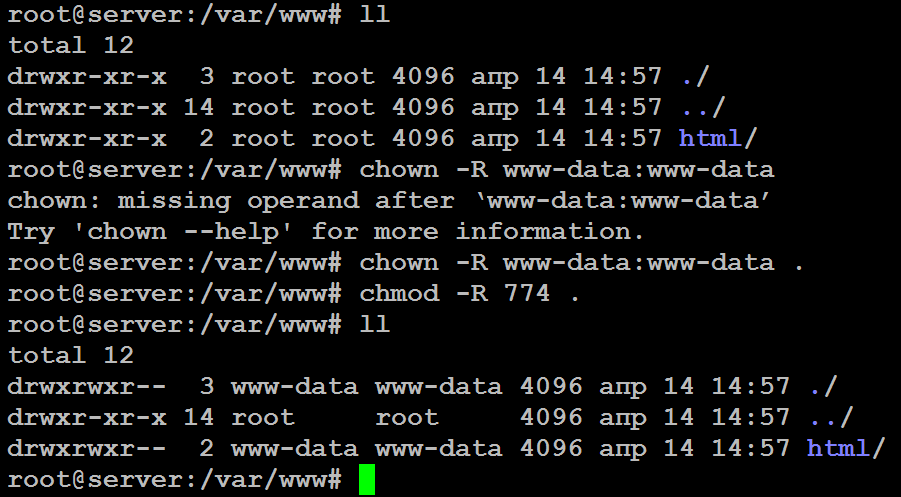 root@server:/var/www# ll
total 12
drwxr-xr-x  3 root root 4096 апр 14 14:57 ./
drwxr-xr-x 14 root root 4096 апр 14 14:57 ../
drwxr-xr-x  2 root root 4096 апр 14 14:57 html/
root@server:/var/www# chown -R www-data:www-data
chown: missing operand after ‘www-data:www-data’
Try 'chown --help' for more information.
root@server:/var/www# chown -R www-data:www-data .
root@server:/var/www# chmod -R 774 .
root@server:/var/www# ll
total 12
drwxrwxr--  3 www-data www-data 4096 апр 14 14:57 ./
drwxr-xr-x 14 root     root     4096 апр 14 14:57 ../
drwxrwxr--  2 www-data www-data 4096 апр 14 14:57 html/
root@server:/var/www#